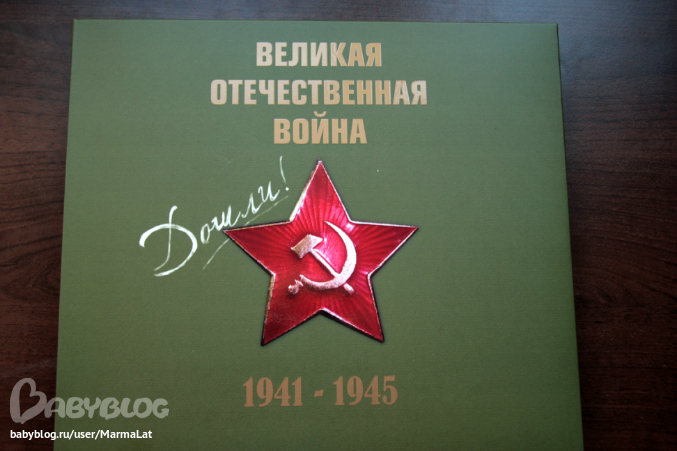 ВЕЛИКАЯ
ОТЕЧЕСТВЕННАЯ
ВОЙНА
Дошли!
1941 - 1945
BABYBLOG
babyblog.ru/user/MarmaLat